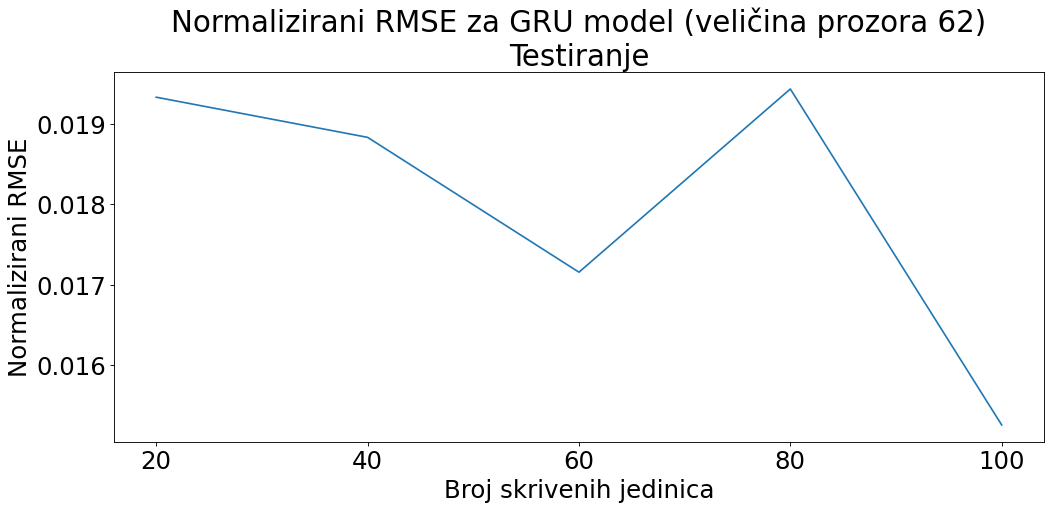 Normalizirani RMSE za GRU model (veličina prozora 62)
Testiranje
Normalizirani RMSE
0.019
0.018
0.017
0.016
20 40 60 80 100
Broj skrivenih jedinica